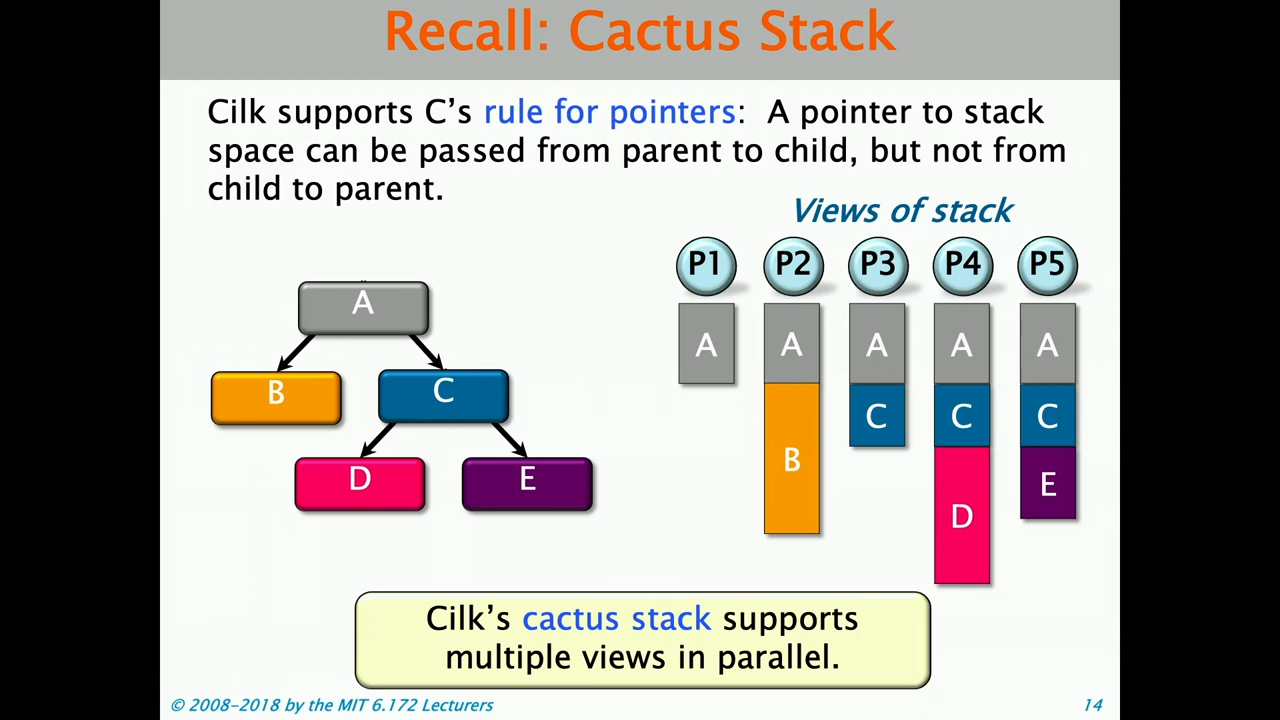 Recall: Cactus Stack
Cilk supports C’s rule for pointers: A pointer to stack
space can be passed from parent to child, but not from
child to parent.
Views of stack
P1 P2 P3 P4 P5
A
B C
D E
A A A A A
B C C C
D E
Cilk’s cactus stack supports
multiple views in parallel.
© 2008-2018 by the MIT 6.172 Lecturers
14